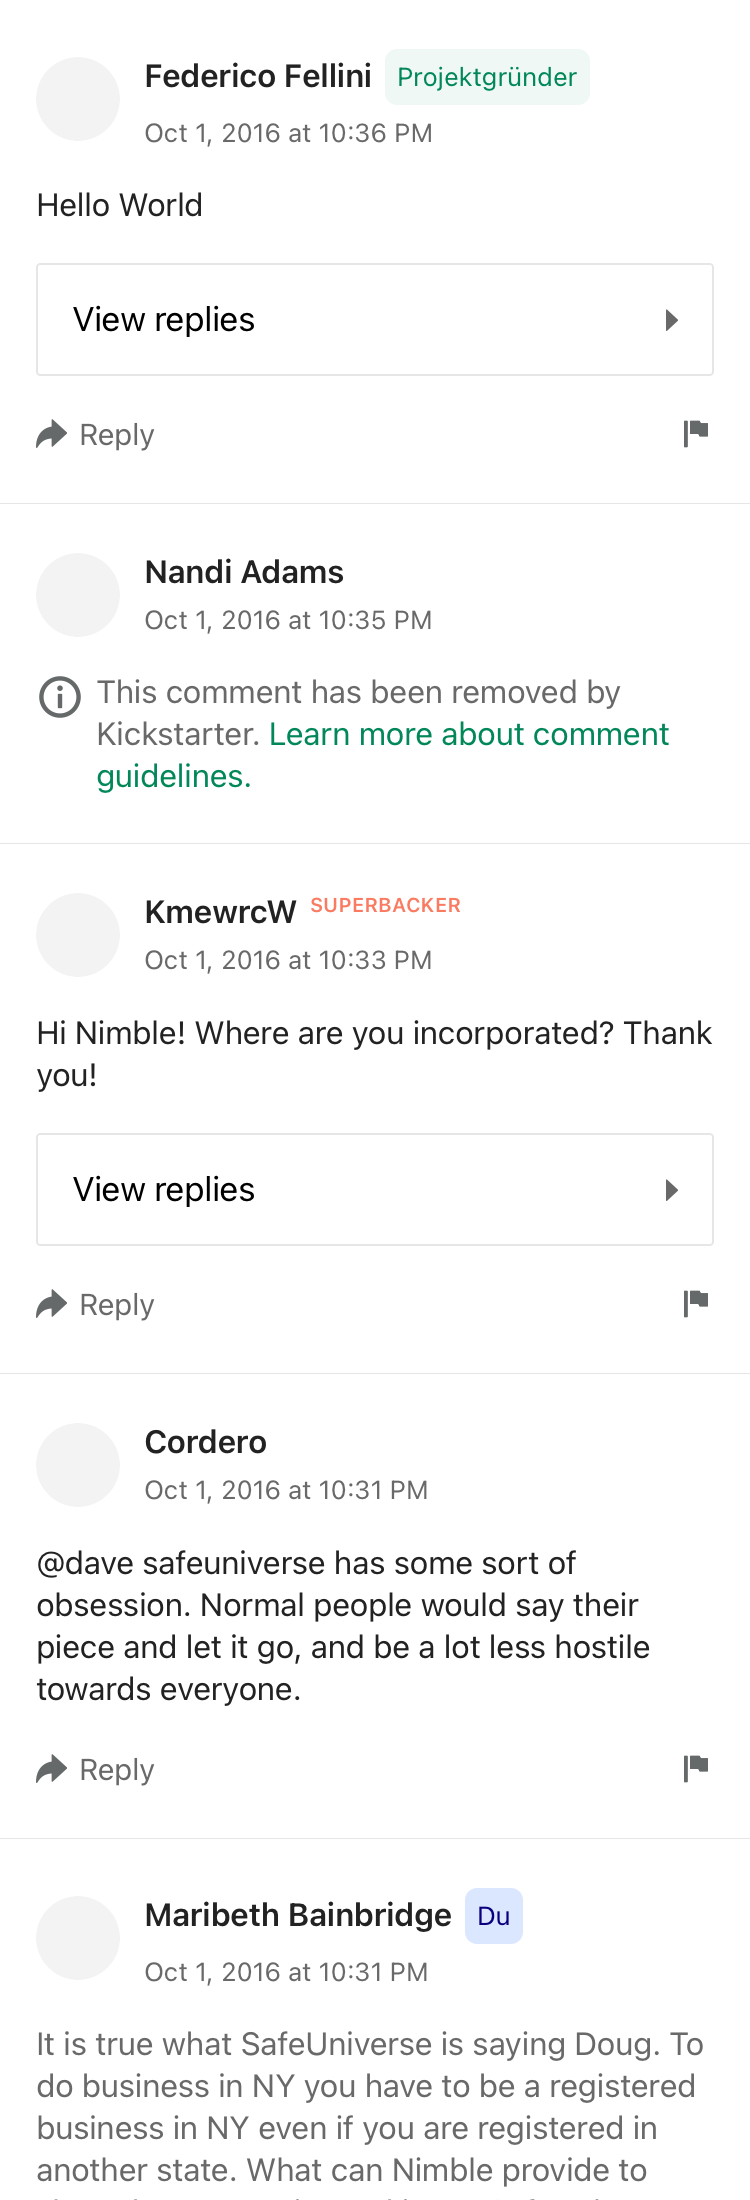 Federico Fellini Projektgründer
Oct 1, 2016 at 10:36 PM
Hello World
View replies
Reply
Nandi Adams
Oct 1, 2016 at 10:35 PM
This comment has been removed by
Kickstarter. Learn more about comment
guidelines.
KmewrcW SUPERBACKER
Oct 1, 2016 at 10:33 PM
Hi Nimble! Where are you incorporated? Thank
you!
View replies
Reply
Cordero
Oct 1, 2016 at 10:31 PM
@dave safeuniverse has some sort of
obsession. Normal people would say their
piece and let it go, and be a lot less hostile
towards everyone.
Reply
Maribeth Bainbridge Du
Oct 1, 2016 at 10:31 PM
It is true what SafeUniverse is saying Doug. To
do business in NY you have to be a registered
business in NY even if you are registered in
another state. What can Nimble provide to